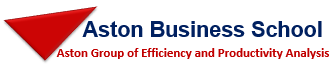 Aston Business School
Aston Group of Efficiency and Productivity Analysis